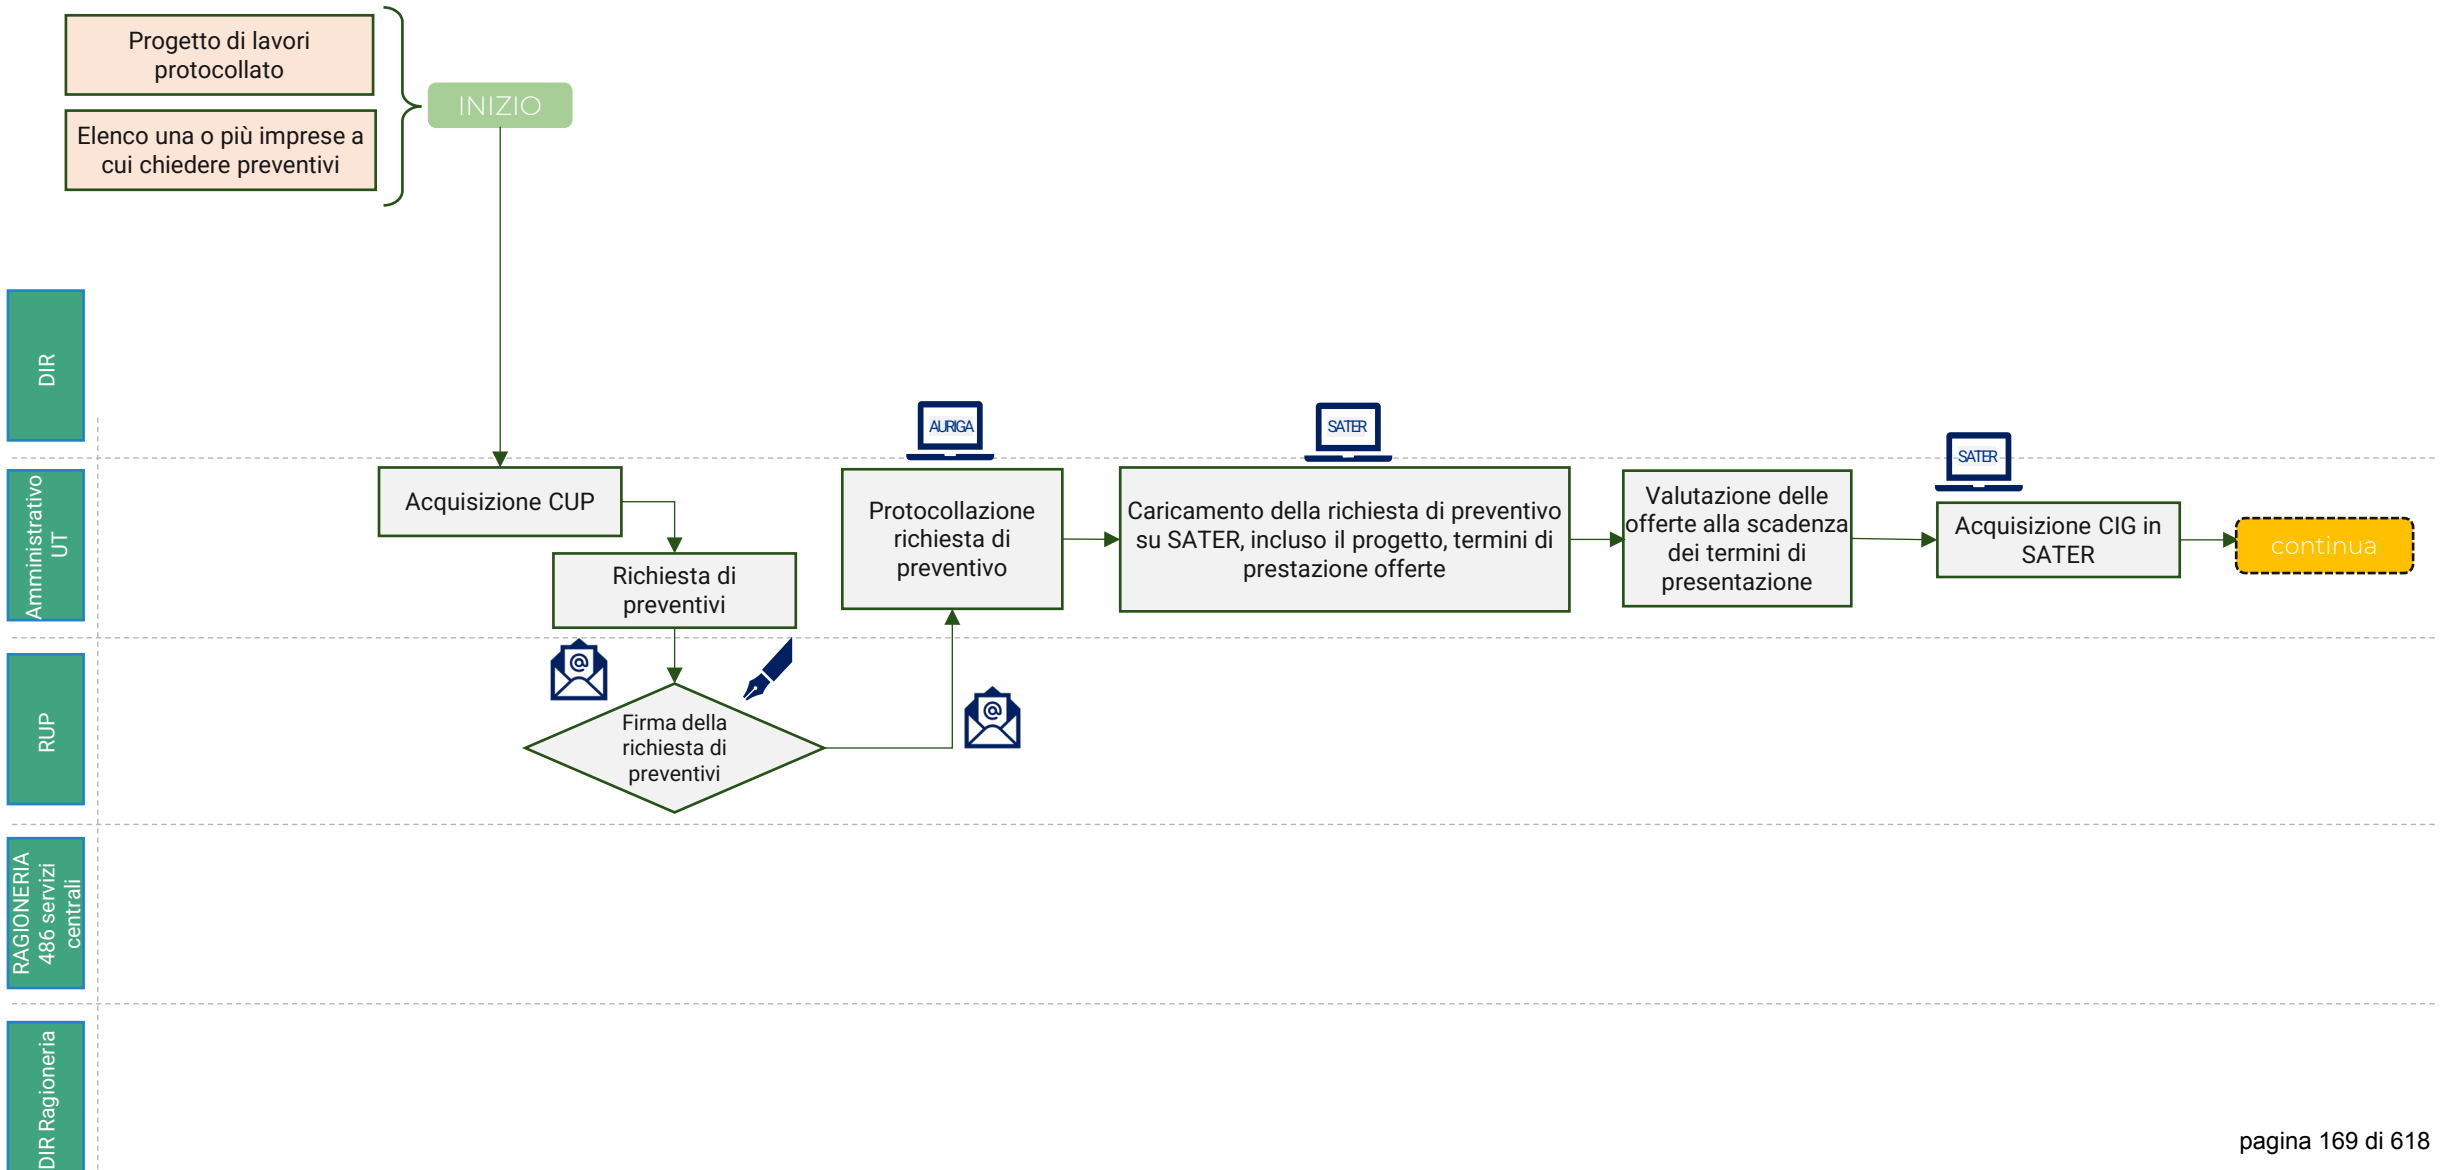 Progetto di lavori
protocollato
Elenco una o più imprese a
cui chiedere preventivi
INIZIO
DIR
AURIGA
SATER
SATER
Amministrativo
UT
Acquisizione CUP
Richiesta di
preventivi
Protocollazione
richiesta di
preventivo
Caricamento della richiesta di preventivo
su SATER, incluso il progetto, termini di
prestazione offerte
Valutazione delle
offerte alla scadenza
dei termini di
presentazione
Acquisizione CIG in
SATER
continua
RUP
@
Firma della
richiesta di
preventivi
@
RAGIONERIA
486 servizi
centrali
DIR Ragioneria
pagina 169 di 618